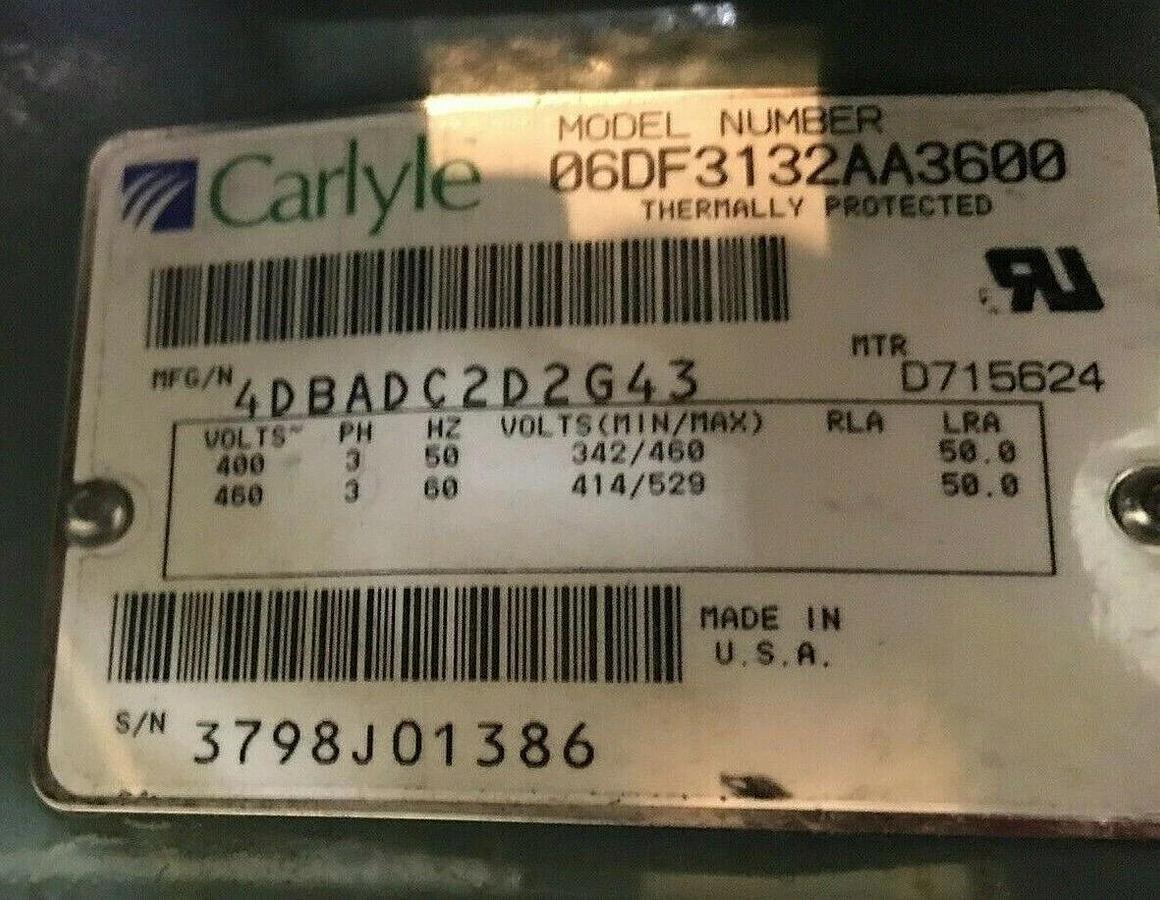 Carlyle
MODEL NUMBER
06DF3132AA3600
THERMALLY PROTECTED
MTR
D715624
MFG/N 4DBADC2D2G43
VOLTS~ PH HZ VOLTS(MIN/MAX) RLA LRA
400 3 50 342/460 50.0
460 3 60 414/529 50.0
MADE IN
U.S.A.
S/N 3798J01386